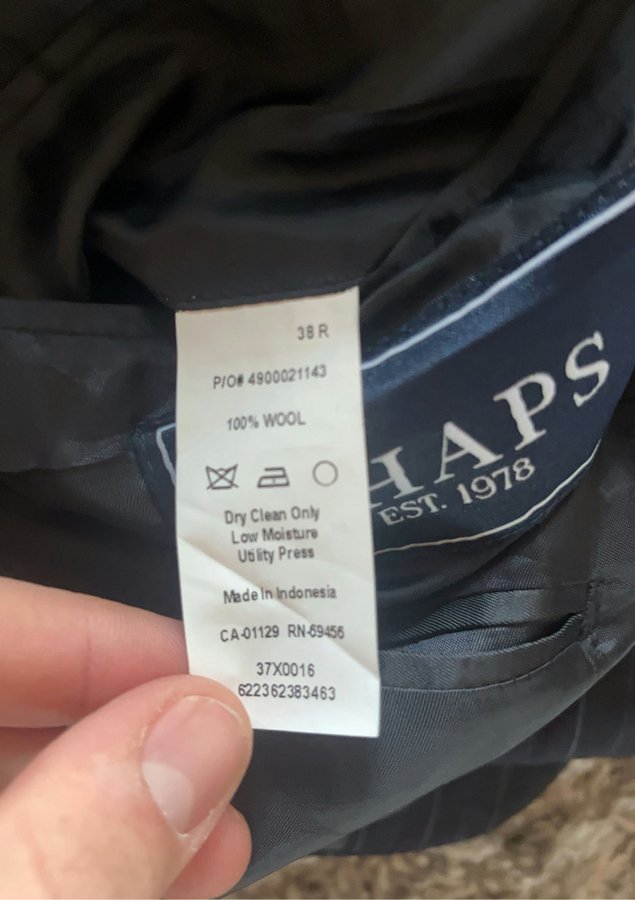 38 R
P/O# 4900021143
100% WOOL
Dry Clean Only
Low Moisture
Utility Press
Made In Indonesia
CA-01129 RN-69456
37X0016
622362383463
HAPS
EST. 1978